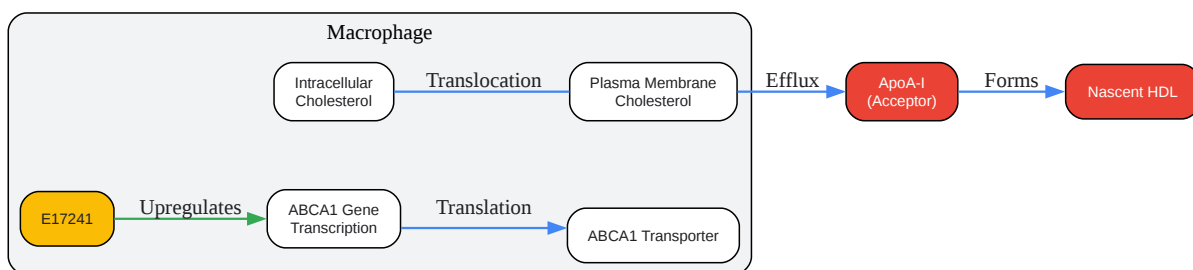 Macrophage
Intracellular
Cholesterol
Translocation
Plasma Membrane
Cholesterol
Efflux
ApoA-I
(Acceptor)
Forms
Nascent HDL
E17241
Upregulates
ABCA1 Gene
Transcription
Translation
ABCA1 Transporter